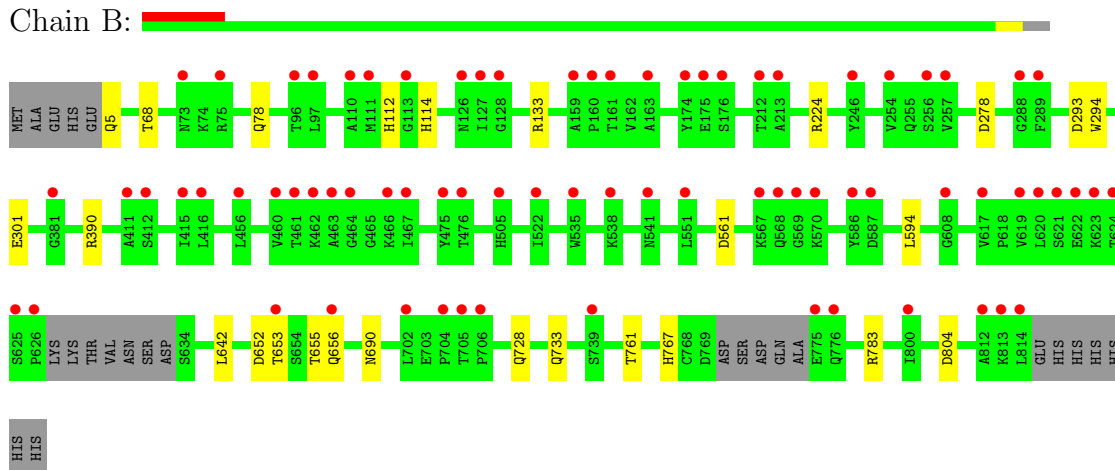 Chain B:
MET ALA GLU HIS GLU Q5 T68 N73 K74 R75 Q78 T96 L97 A110 M111 H112 G113 H114 N126 I127 G128 R133 A159 P160 T161 V162 A163 Y174 E175 S176 T212 A213 R224 Y246 V254 Q255 S256 V257 D278 G288 F289 D293 W294
E301 G381 R390 A411 S412 I415 L416 L456 V460 T461 K462 A463 G464 G465 K466 I467 Y475 T476 H505 I522 W535 K538 N541 L551 D561 K567 Q568 G569 K570 Y586 D587 L594 G608 V617 P618 V619 L620 S621 E622 K623 T624
S625 P626 LYS LYS THR VAL ASN SER ASP S634 L642 D652 T653 S654 T655 Q656 N690 L702 E703 P704 T705 P706 Q728 Q733 S739 T761 H767 C768 D769 ASP SER ASP GLN ALA E775 Q776 R783 I800 D804 A812 K813 L814 GLU HIS HIS HIS HIS
HIS HIS